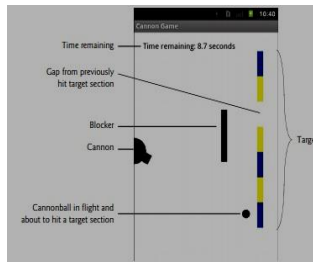 10:40
Cannon Game
Time remaining
Time remaining: 8.7 seconds
Gap from previously
hit target section
Blocker
Cannon
Targe
Cannonball in flight and
about to hit a target section